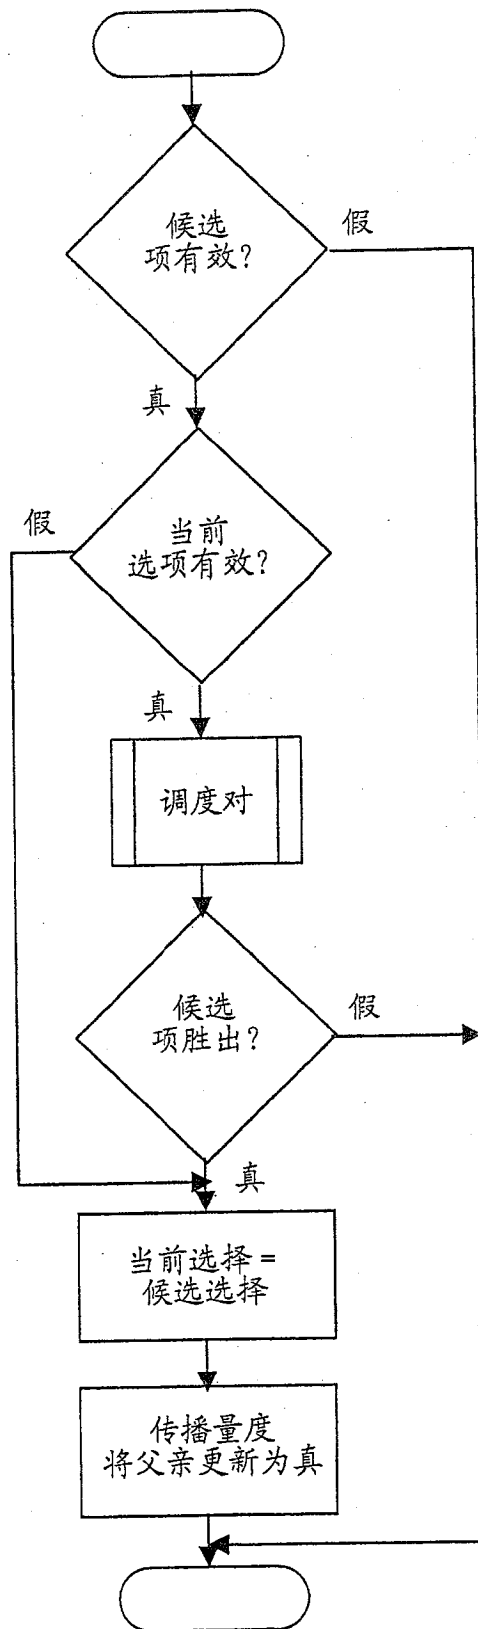 候选
项有效?
假
真
当前
选项有效?
假
真
调度对
候选
项胜出?
假
真
当前选择=
候选选择
传播量度
将父亲更新为真